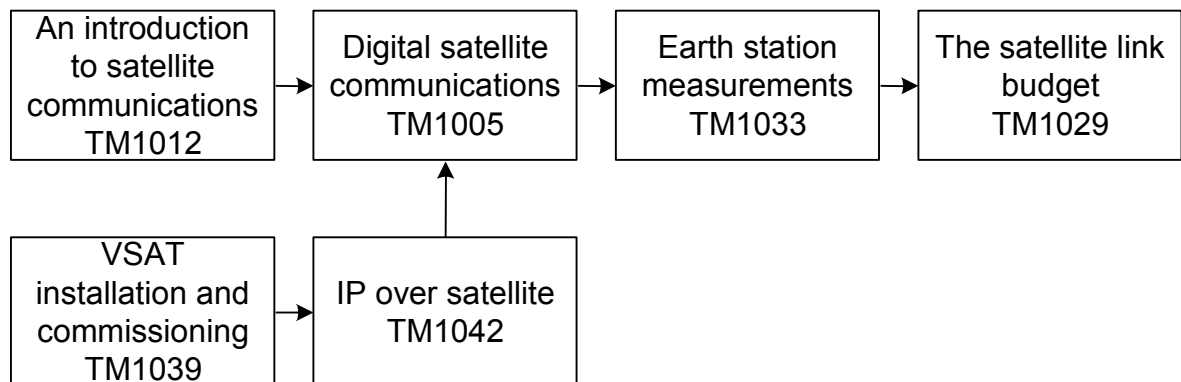 An introduction
to satellite
communications
TM1012
Digital satellite
communications
TM1005
Earth station
measurements
TM1033
The satellite link
budget
TM1029
VSAT
installation and
commissioning
TM1039
IP over satellite
TM1042